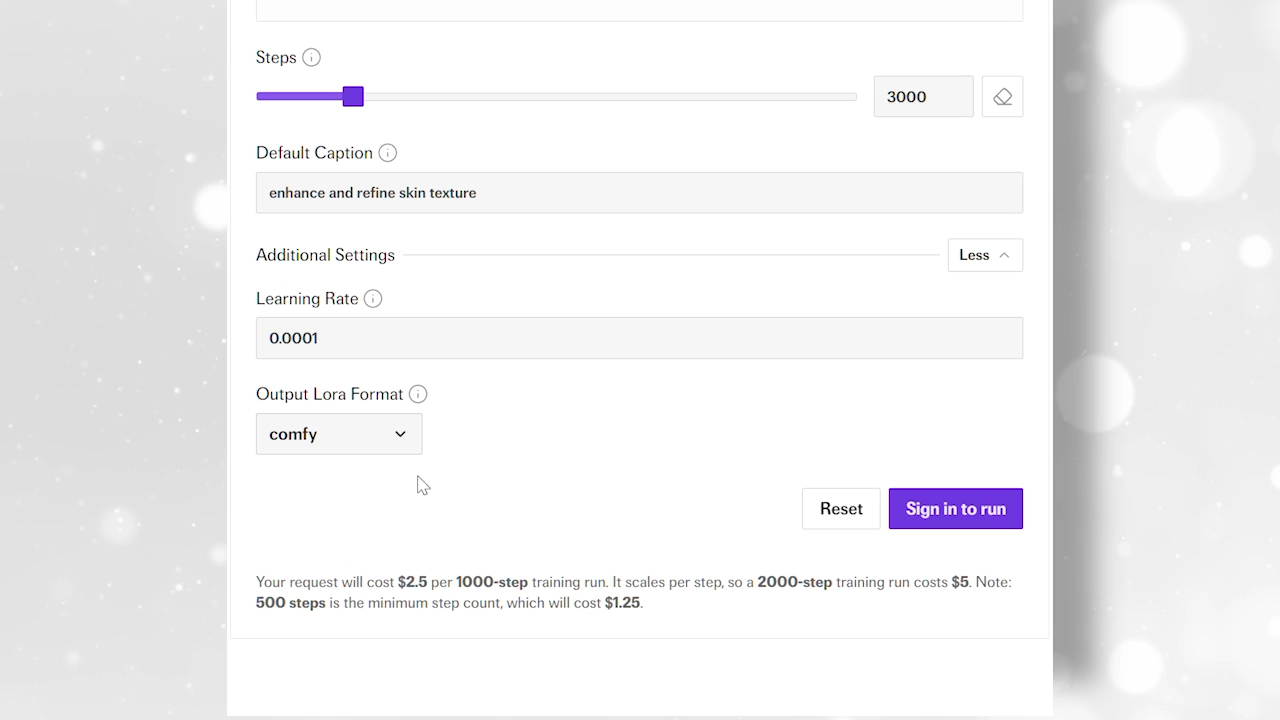 Steps
3000
Default Caption
enhance and refine skin texture
Additional Settings
Less
Learning Rate
0.0001
Output Lora Format
comfy
Reset
Sign in to run
Your request will cost $2.5 per 1000-step training run. It scales per step, so a 2000-step training run costs $5. Note:
500 steps is the minimum step count, which will cost $1.25.